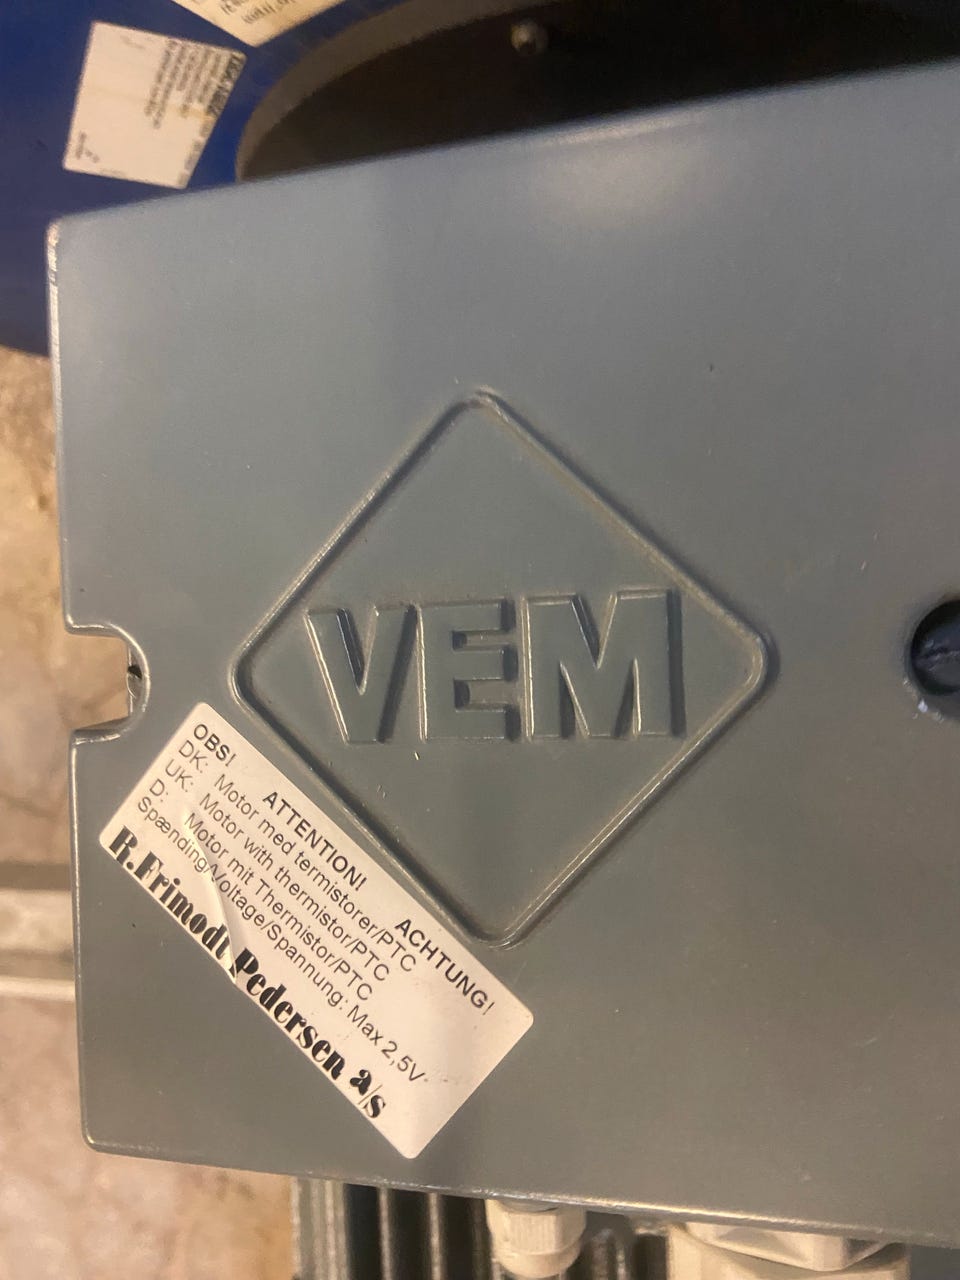 VEM
OBS! ATTENTION! ACHTUNG!
DK: Motor med termistorer/PTC
UK: Motor with thermistor/PTC
D: Motor mit Thermistor/PTC
Spænding/Voltage/Spannung: Max 2,5V
R.Frimodt Pedersen a/s